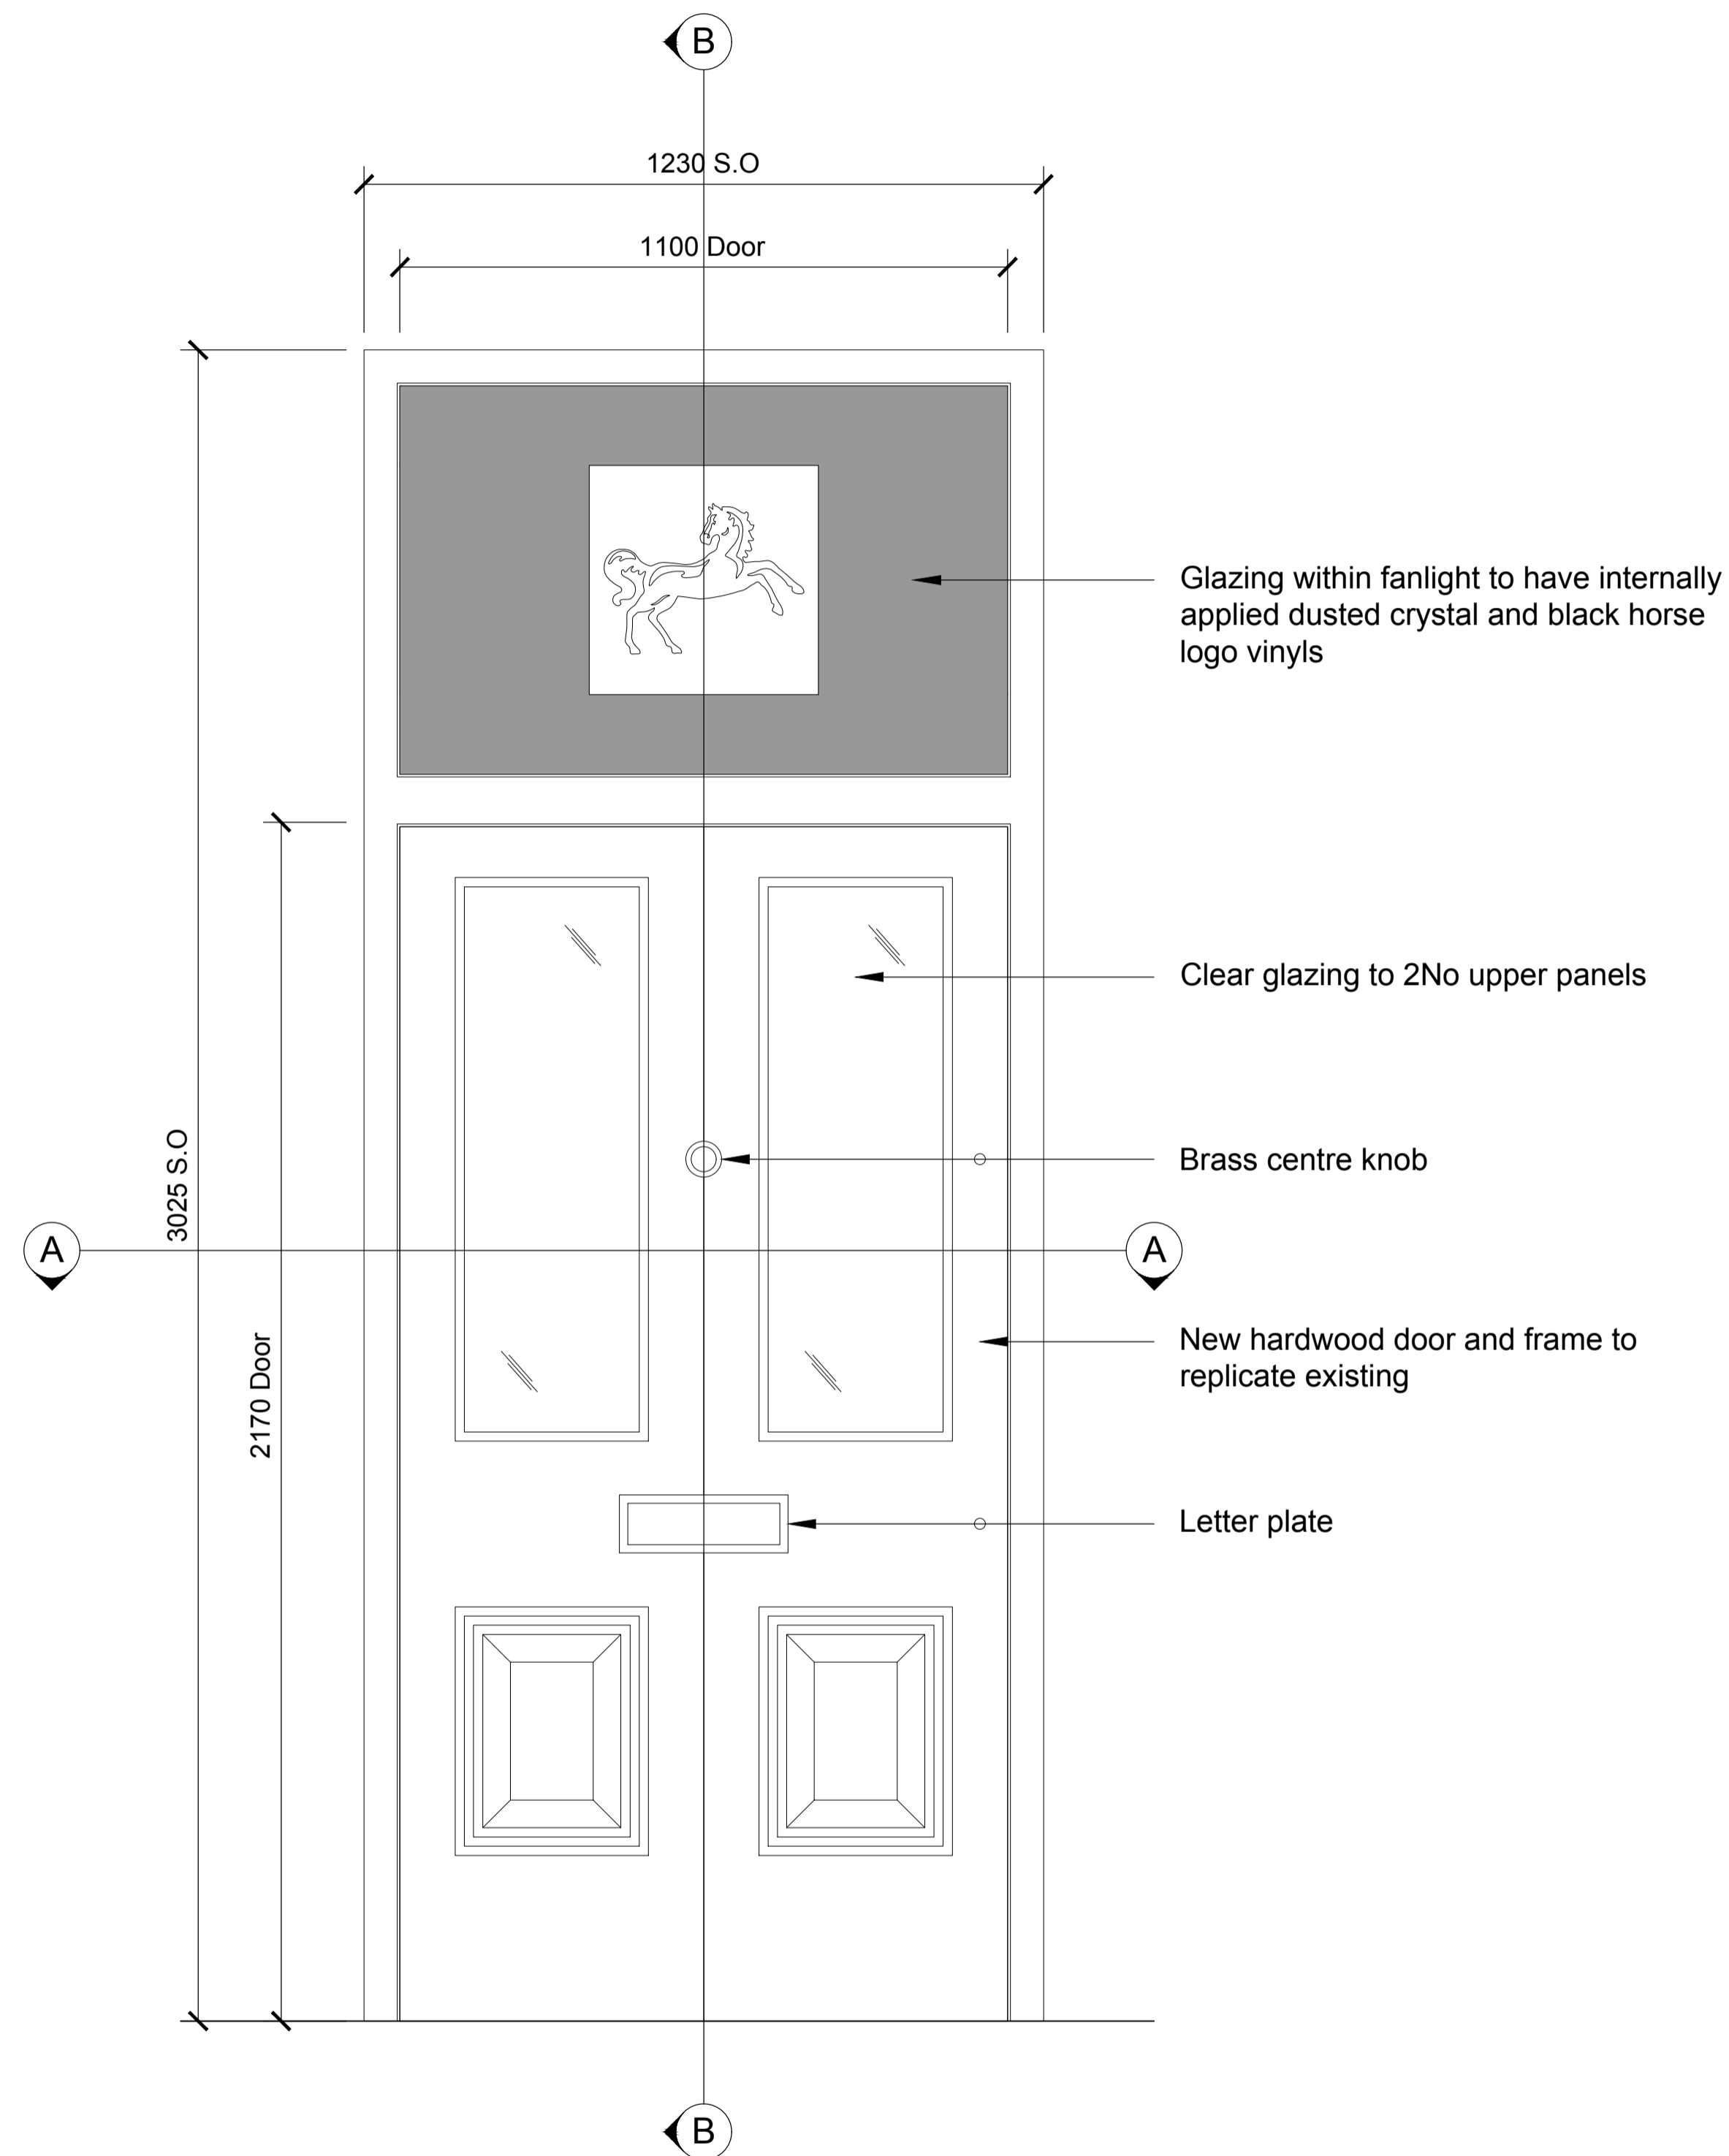 B
1230 S.O
1100 Door
Glazing within fanlight to have internally
applied dusted crystal and black horse
logo vinyls
Clear glazing to 2No upper panels
3025 S.O
Brass centre knob
A
A
2170 Door
New hardwood door and frame to
replicate existing
Letter plate
B